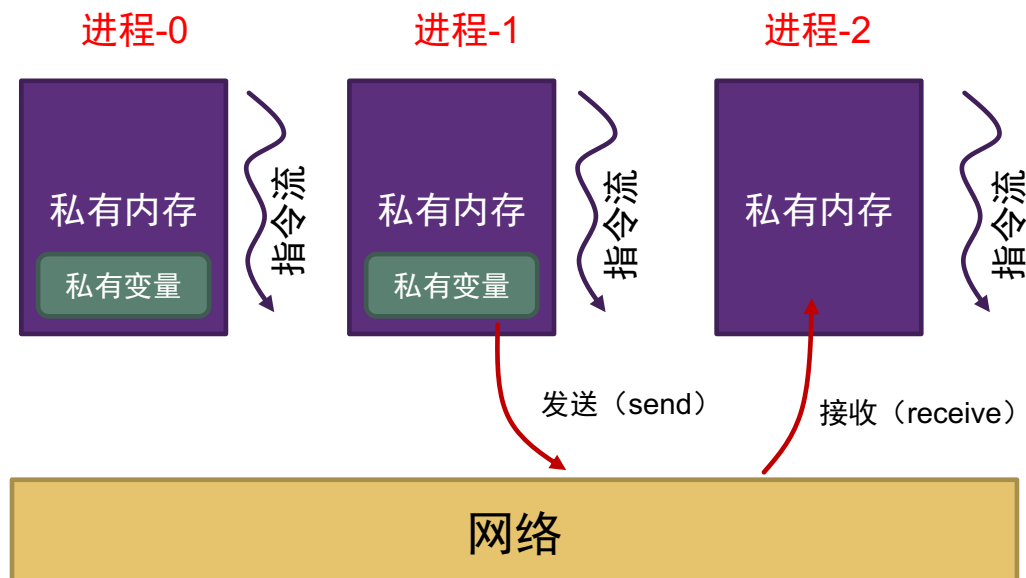 进程-0
进程-1
进程-2
私有内存
私有变量
指令流
私有内存
私有变量
指令流
私有内存
指令流
发送（send）
接收（receive）
网络